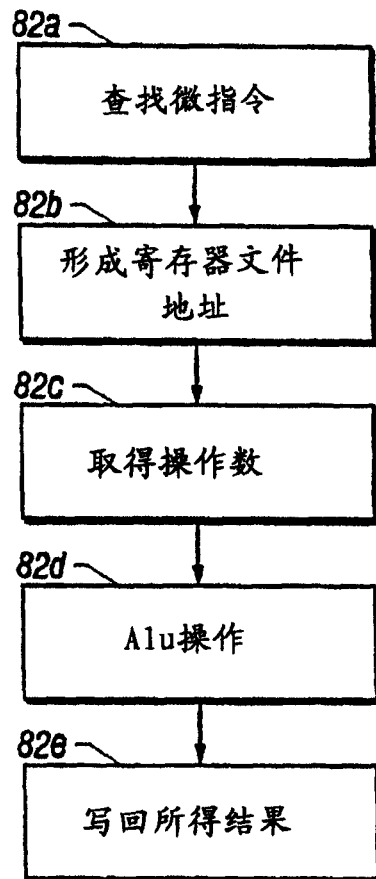 82a
查找微指令
82b
形成寄存器文件
地址
82c
取得操作数
82d
Alu操作
82e
写回所得结果